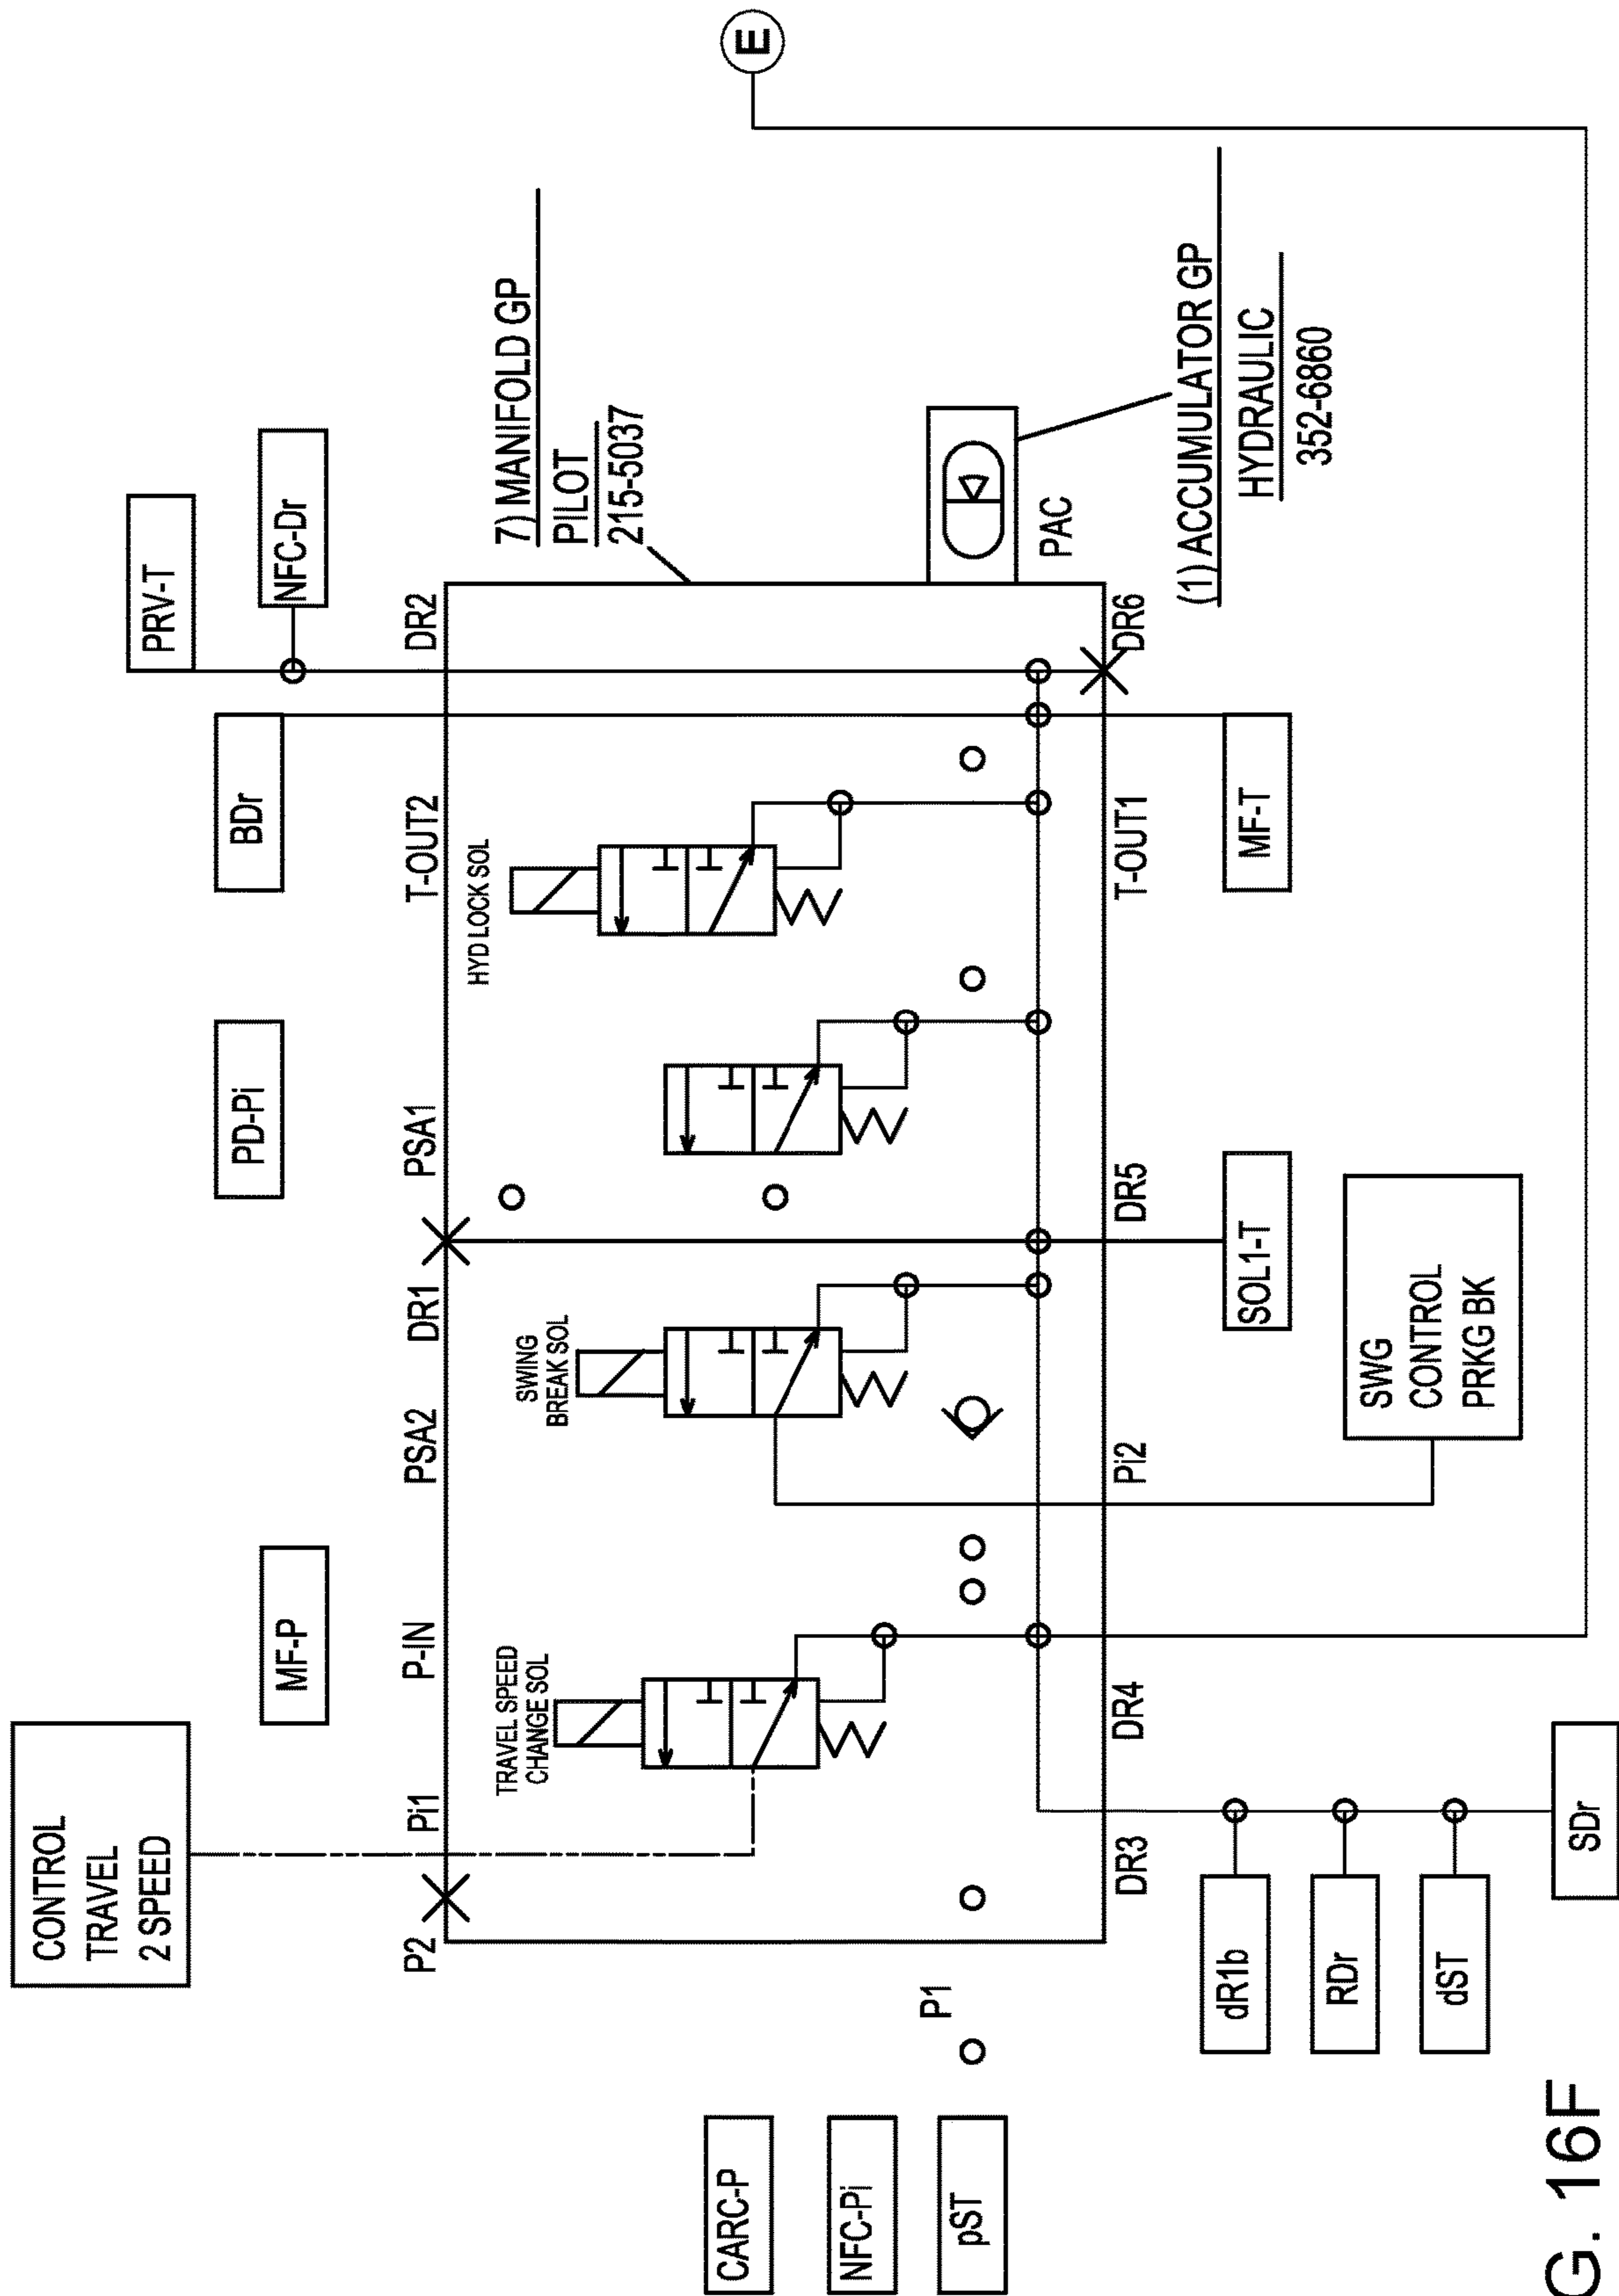 CONTROL
TRAVEL
2 SPEED
MF-P
PD-Pi
BDr
PRV-T
NFC-Dr
E
P2
Pi1
P-IN
PSA2
DR1
PSA1
T-OUT2
DR2
7) MANIFOLD GP
PILOT
215-5037
TRAVEL SPEED
CHANGE SOL
SWING
BREAK SOL
HYD LOCK SOL
CARC-P
NFC-Pi
pST
P1
PAC
(1) ACCUMULATOR GP
HYDRAULIC
352-6860
DR3
DR4
Pi2
DR5
T-OUT1
DR6
dR1b
RDr
dST
SDr
SOL1-T
MF-T
SWG
CONTROL
PRKG BK
G. 16F